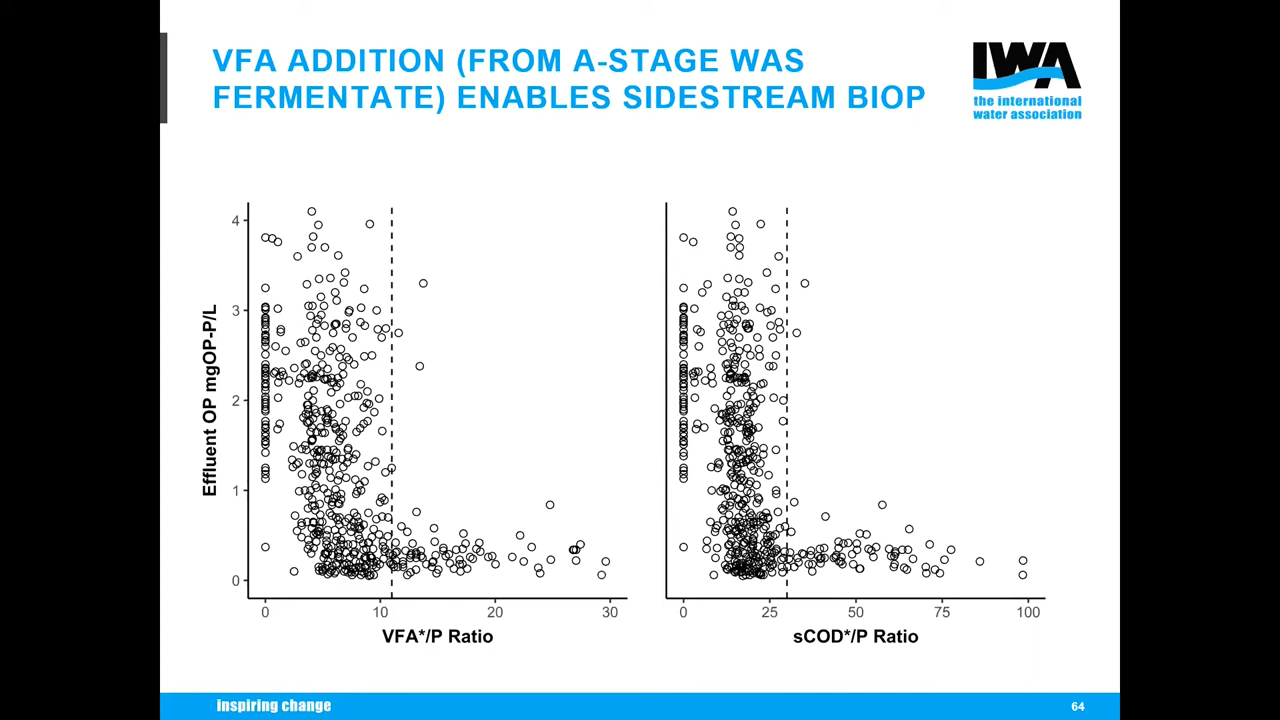 VFA ADDITION (FROM A-STAGE WAS
FERMENTATE) ENABLES SIDESTREAM BIOP
IWA
the international
water association
Effluent OP mgOP-P/L
4
3
2
1
0
0 10 20 30
VFA*/P Ratio
0 25 50 75 100
sCOD*/P Ratio
inspiring change
64